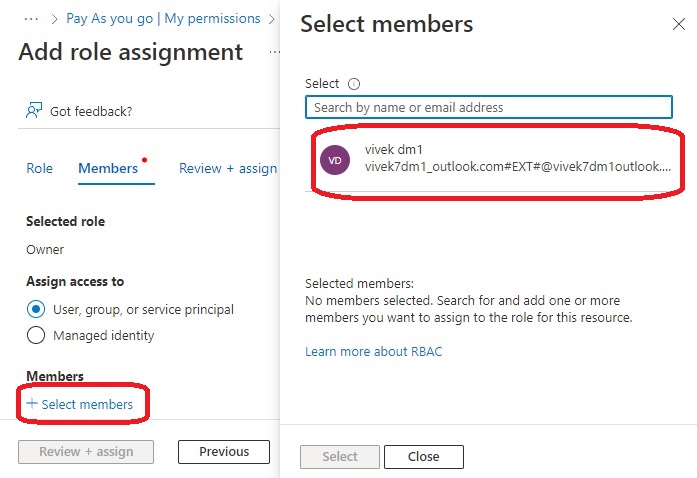 ··· > Pay As you go | My permissions >
Add role assignment ···
Got feedback?
Role Members Review + assign
Selected role
Owner
Assign access to
User, group, or service principal
Managed identity
Members
+ Select members
Review + assign Previous
Select members
Select
Search by name or email address
VD
vivek dm1
vivek7dm1_outlook.com#EXT#@vivek7dm1outlook....
Selected members:
No members selected. Search for and add one or more
members you want to assign to the role for this resource.
Learn more about RBAC
Select Close